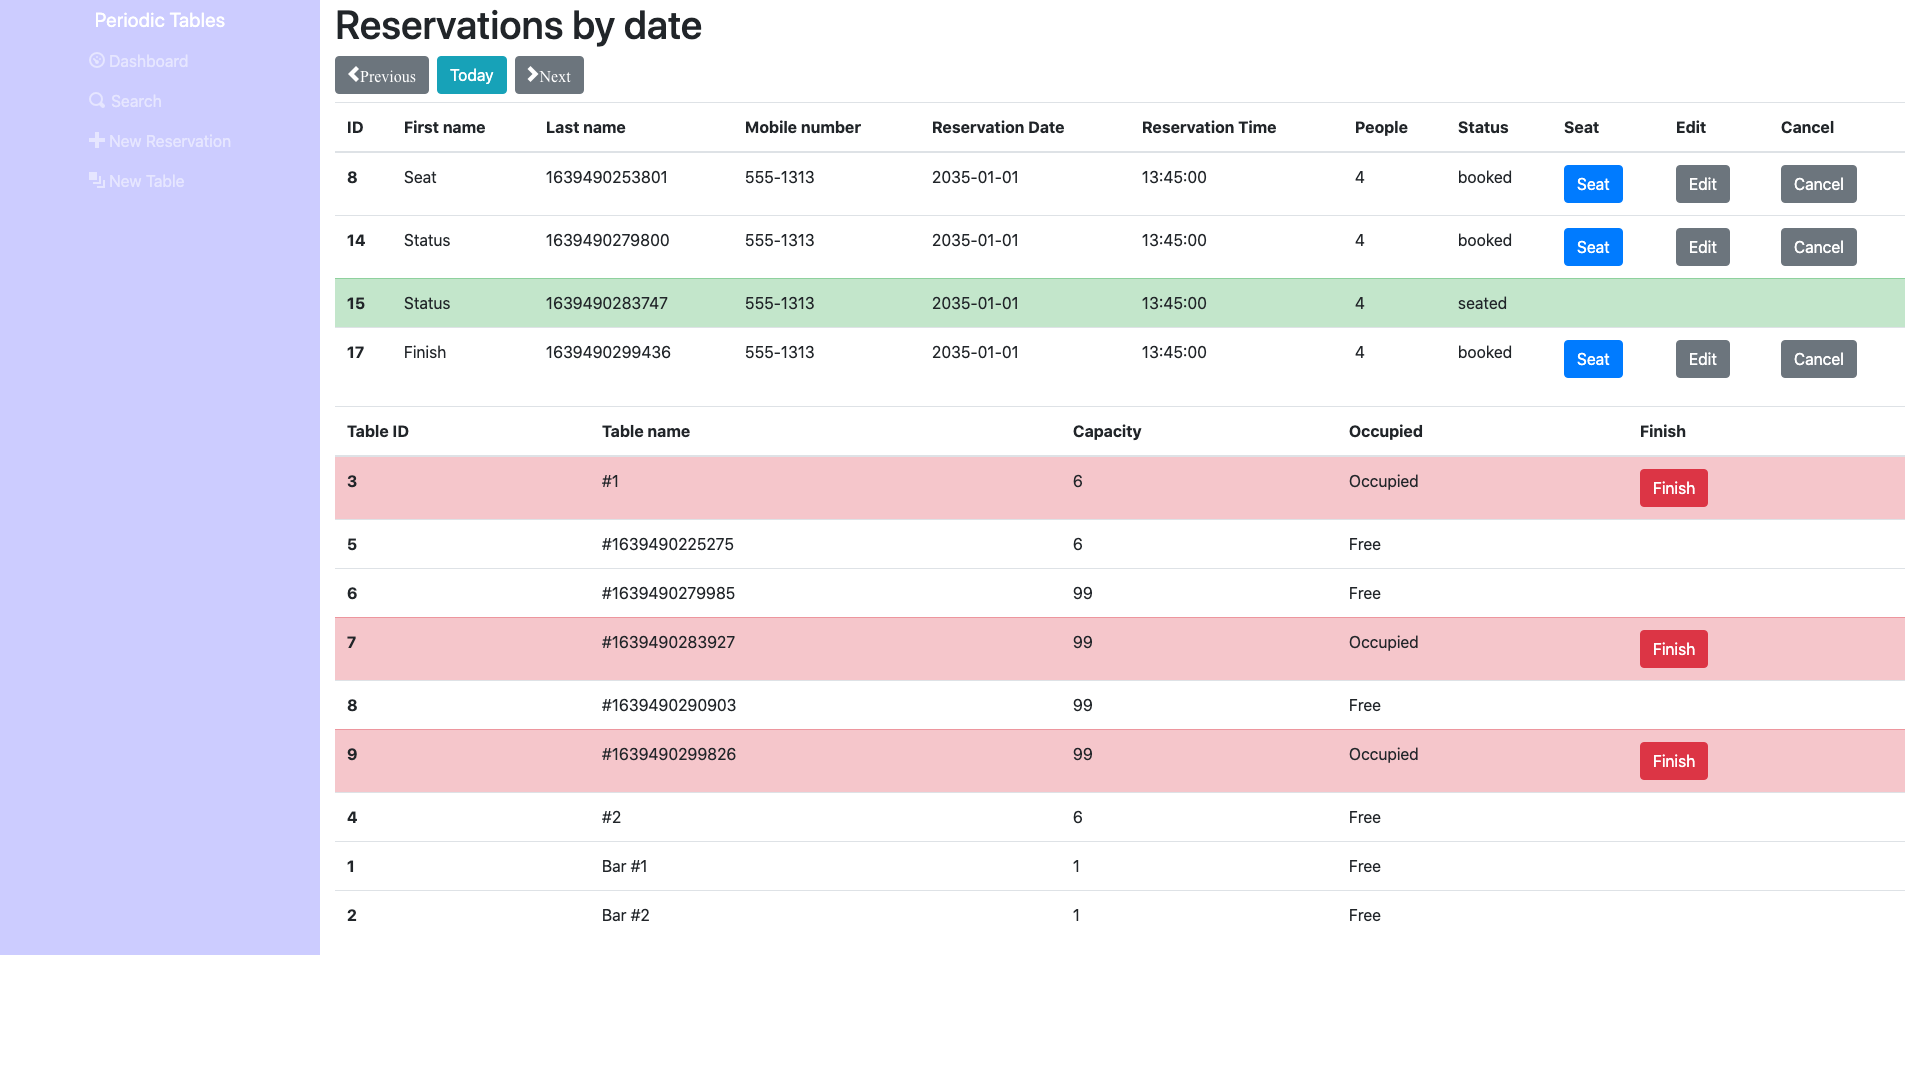 Periodic Tables
Dashboard
Search
New Reservation
New Table
Reservations by date
Previous Today Next
ID First name Last name Mobile number Reservation Date Reservation Time People Status Seat Edit Cancel
8 Seat 1639490253801 555-1313 2035-01-01 13:45:00 4 booked Seat Edit Cancel
14 Status 1639490279800 555-1313 2035-01-01 13:45:00 4 booked Seat Edit Cancel
15 Status 1639490283747 555-1313 2035-01-01 13:45:00 4 seated
17 Finish 1639490299436 555-1313 2035-01-01 13:45:00 4 booked Seat Edit Cancel
Table ID Table name Capacity Occupied Finish
3 #1 6 Occupied Finish
5 #1639490225275 6 Free
6 #1639490279985 99 Free
7 #1639490283927 99 Occupied Finish
8 #1639490290903 99 Free
9 #1639490299826 99 Occupied Finish
4 #2 6 Free
1 Bar #1 1 Free
2 Bar #2 1 Free